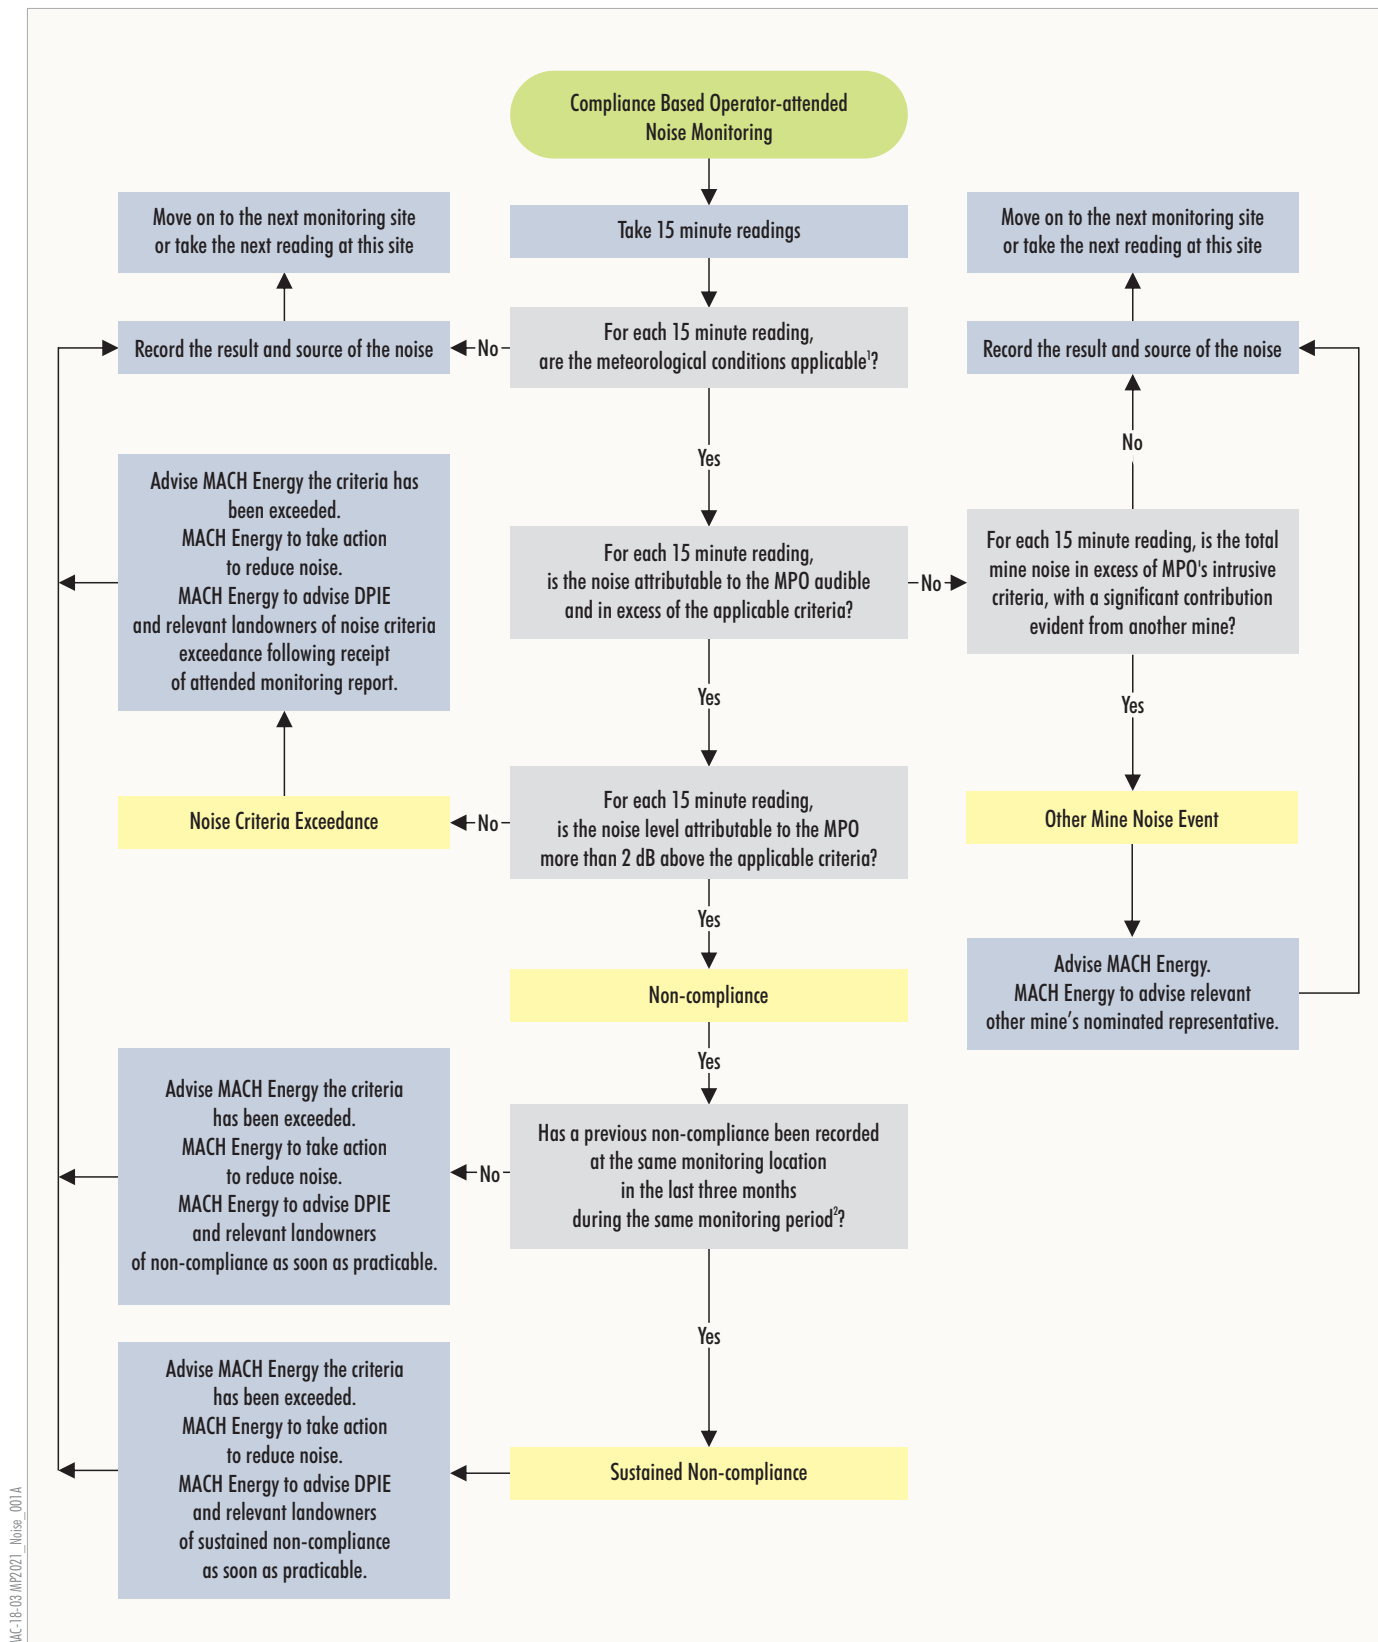 Compliance Based Operator-attended
Noise Monitoring
Move on to the next monitoring site
or take the next reading at this site
Take 15 minute readings
Move on to the next monitoring site
or take the next reading at this site
Record the result and source of the noise
No
For each 15 minute reading,
are the meteorological conditions applicable¹?
Record the result and source of the noise
No
Yes
Advise MACH Energy the criteria has
been exceeded.
MACH Energy to take action
to reduce noise.
MACH Energy to advise DPIE
and relevant landowners of noise criteria
exceedance following receipt
of attended monitoring report.
For each 15 minute reading,
is the noise attributable to the MPO audible
and in excess of the applicable criteria?
No
For each 15 minute reading, is the total
mine noise in excess of MPO's intrusive
criteria, with a significant contribution
evident from another mine?
Yes
Yes
Noise Criteria Exceedance
No
For each 15 minute reading,
is the noise level attributable to the MPO
more than 2 dB above the applicable criteria?
Other Mine Noise Event
Yes
Non-compliance
Advise MACH Energy.
MACH Energy to advise relevant
other mine’s nominated representative.
Yes
Advise MACH Energy the criteria
has been exceeded.
MACH Energy to take action
to reduce noise.
MACH Energy to advise DPIE
and relevant landowners
of non-compliance as soon as practicable.
No
Has a previous non-compliance been recorded
at the same monitoring location
in the last three months
during the same monitoring period²?
Yes
Advise MACH Energy the criteria
has been exceeded.
MACH Energy to take action
to reduce noise.
MACH Energy to advise DPIE
and relevant landowners
of sustained non-compliance
as soon as practicable.
Sustained Non-compliance
MP2021_Noise_001A